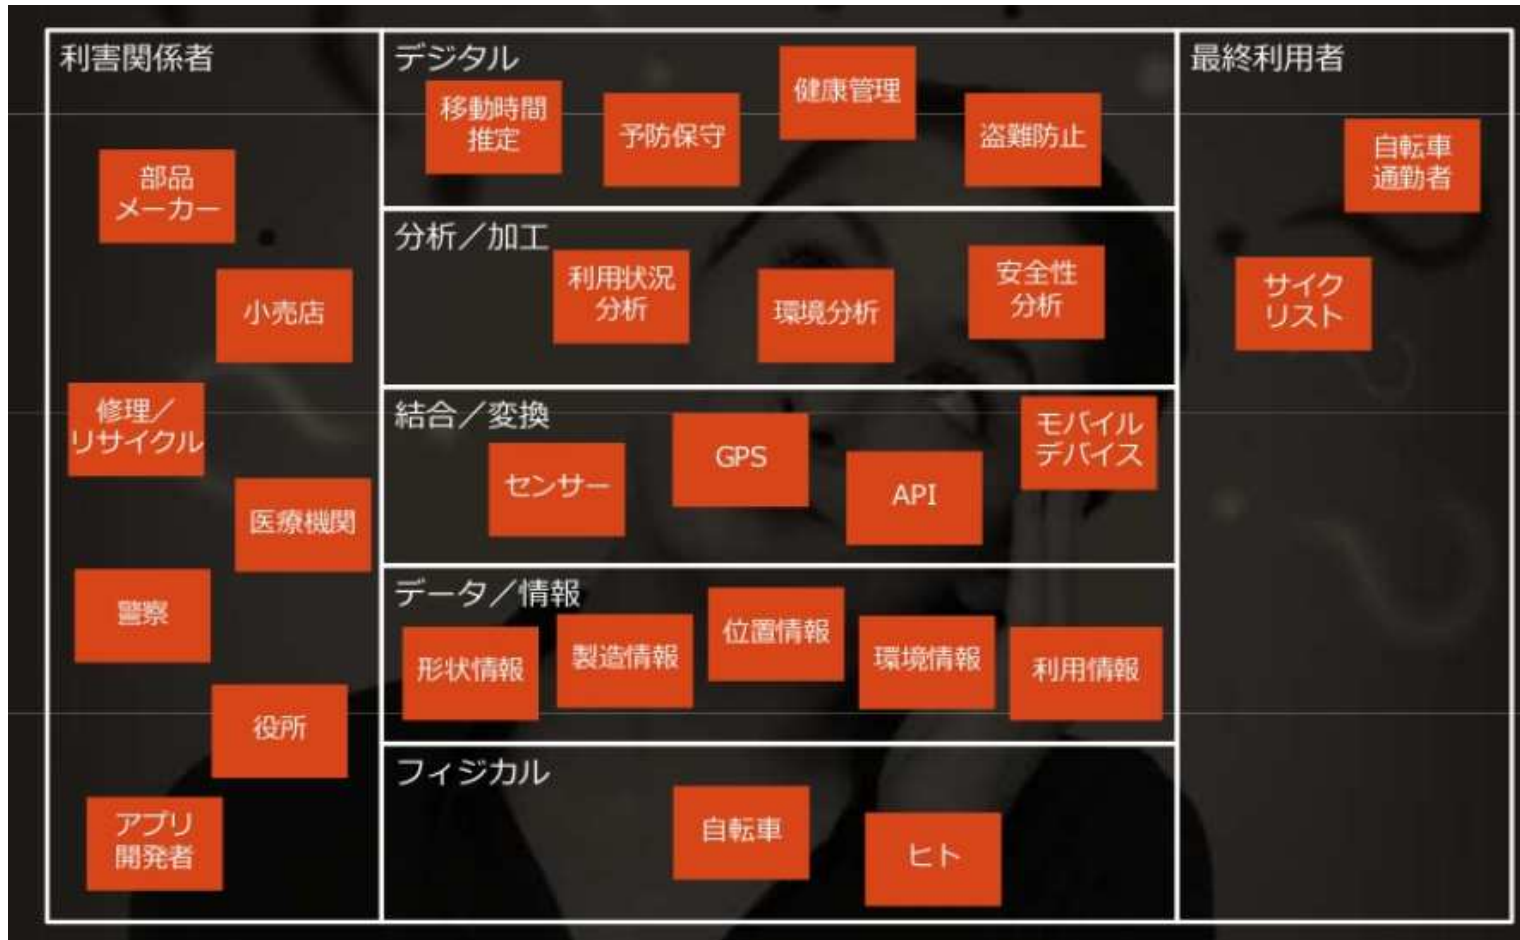 利害関係者
部品
メーカー
小売店
修理／
リサイクル
医療機関
警察
役所
アプリ
開発者
デジタル
移動時間
推定
予防保守
健康管理
盗難防止
分析／加工
利用状況
分析
環境分析
安全性
分析
結合／変換
センサー
GPS
API
モバイル
デバイス
データ／情報
形状情報
製造情報
位置情報
環境情報
利用情報
フィジカル
自転車
ヒト
最終利用者
自転車
通勤者
サイク
リスト